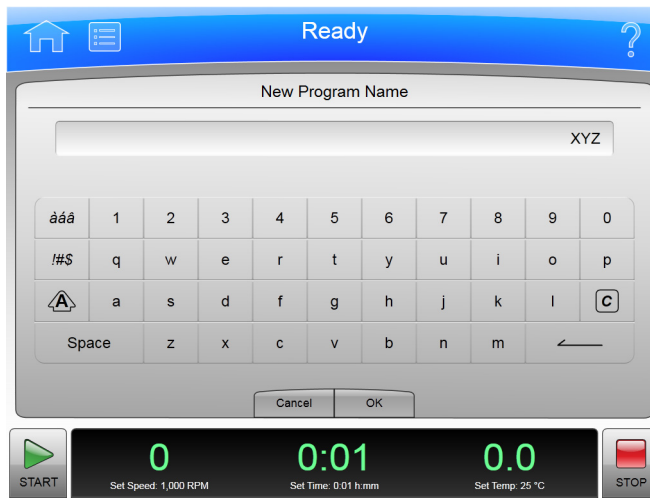 Ready
?
New Program Name
XYZ
àáâ 1 2 3 4 5 6 7 8 9 0
!#$ q w e r t y u i o p
A a s d f g h j k l C
Space z x c v b n m
Cancel OK
0 0:01 0.0
START Set Speed: 1,000 RPM Set Time: 0:01 h:mm Set Temp: 25 °C STOP